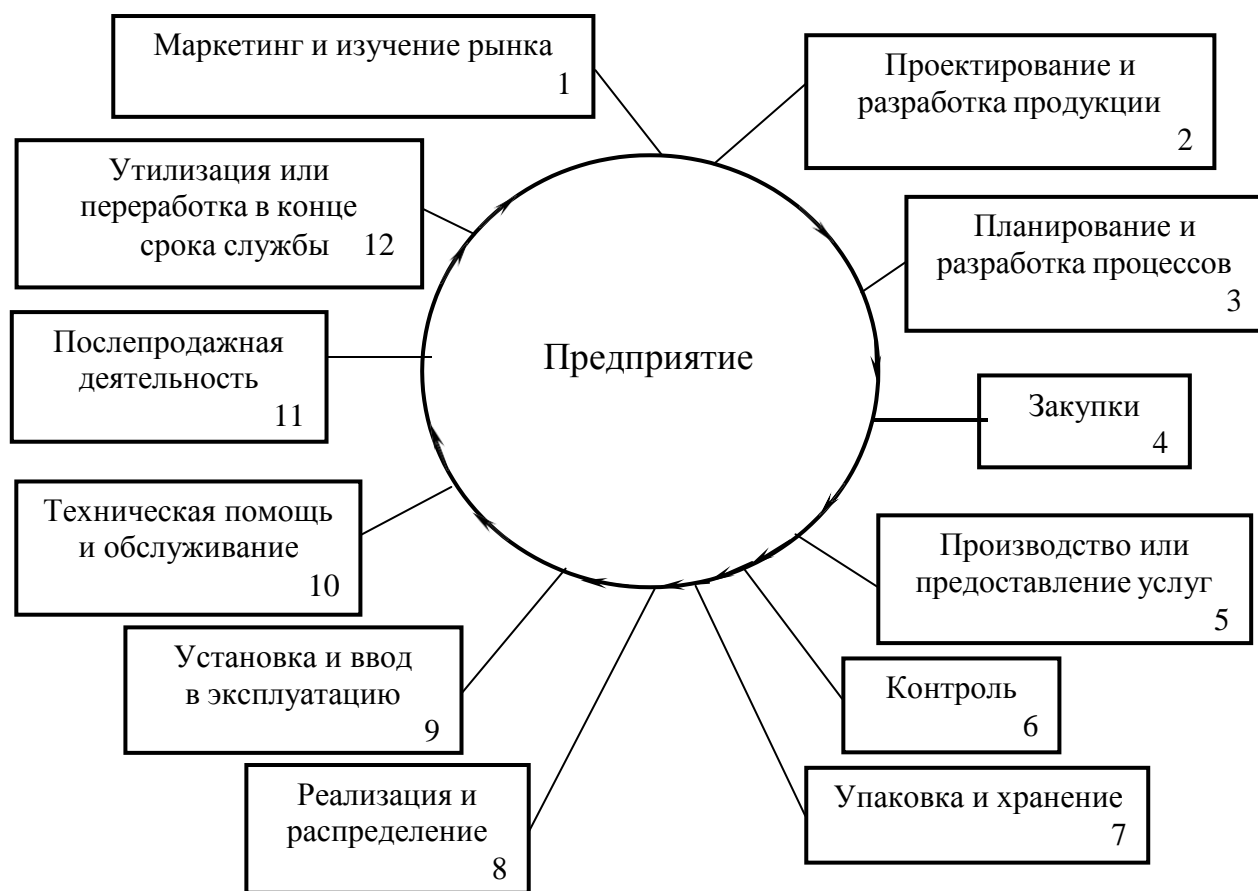 Маркетинг и изучение рынка
1
Проектирование и
разработка продукции
2
Планирование и
разработка процессов
3
Закупки
4
Производство или
предоставление услуг
5
Контроль
6
Упаковка и хранение
7
Реализация и
распределение
8
Установка и ввод
в эксплуатацию
9
Техническая помощь
и обслуживание
10
Послепродажная
деятельность
11
Утилизация или
переработка в конце
срока службы 12
Предприятие